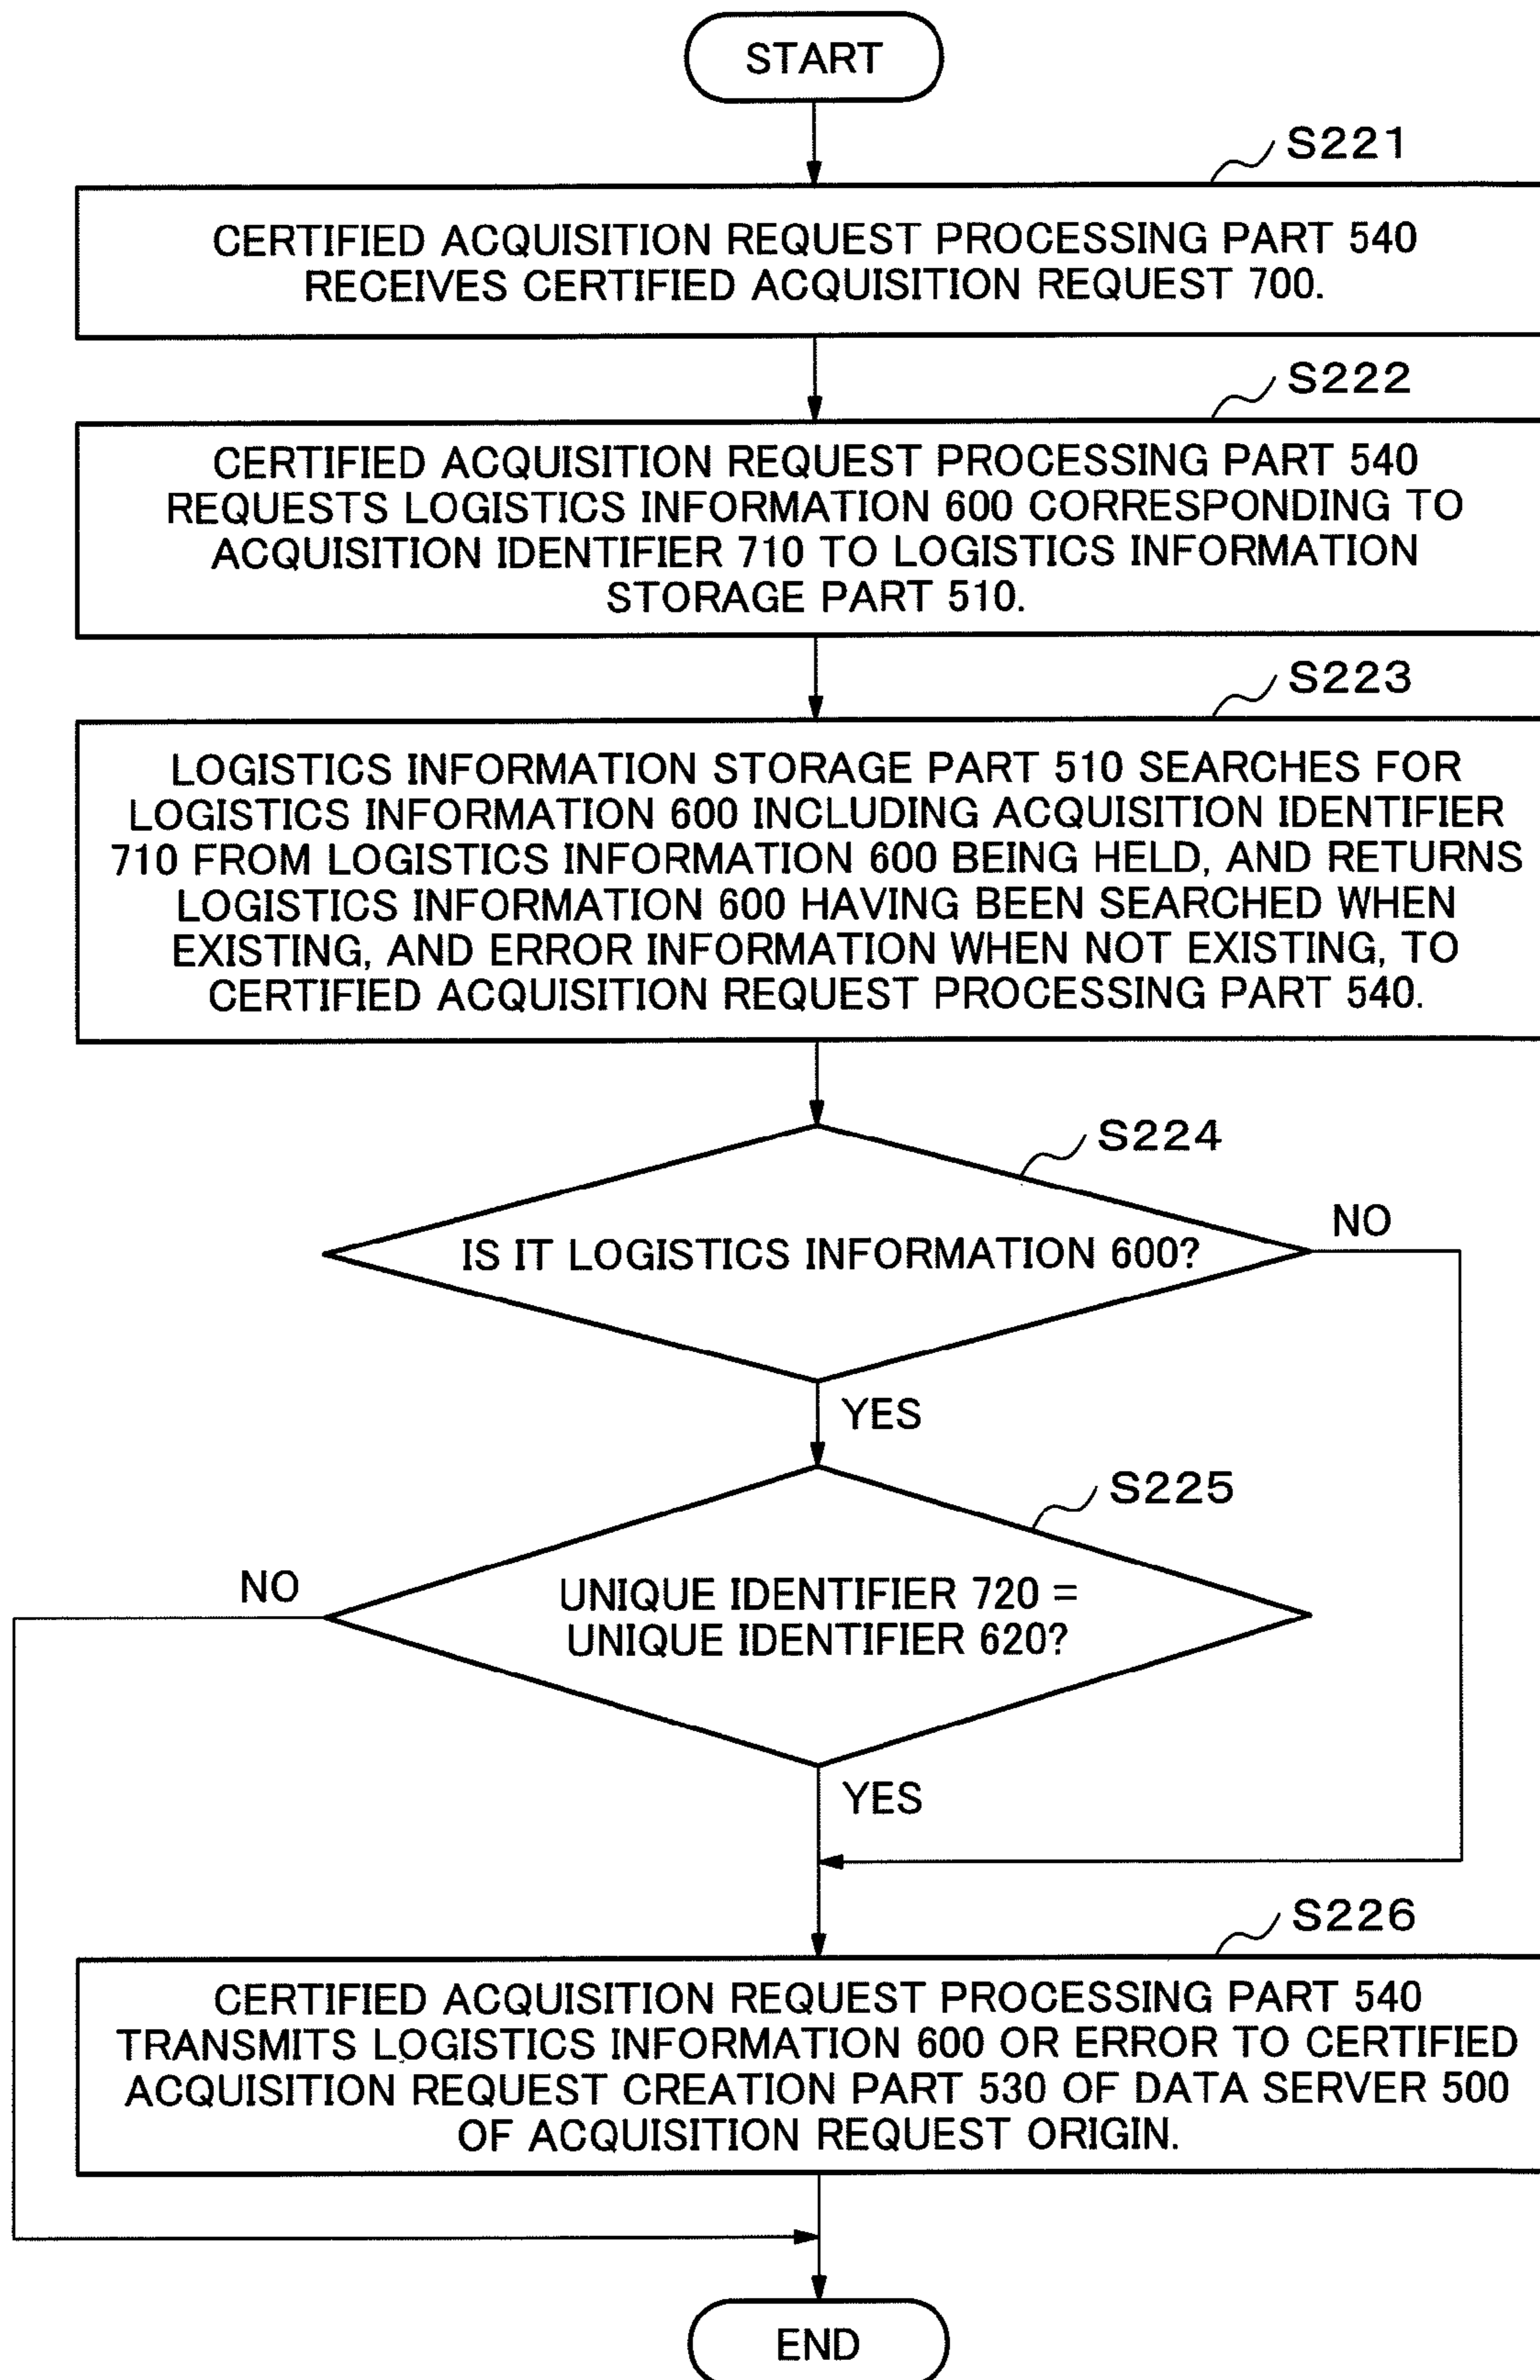 START
S221
CERTIFIED ACQUISITION REQUEST PROCESSING PART 540
RECEIVES CERTIFIED ACQUISITION REQUEST 700.
S222
CERTIFIED ACQUISITION REQUEST PROCESSING PART 540
REQUESTS LOGISTICS INFORMATION 600 CORRESPONDING TO
ACQUISITION IDENTIFIER 710 TO LOGISTICS INFORMATION
STORAGE PART 510.
S223
LOGISTICS INFORMATION STORAGE PART 510 SEARCHES FOR
LOGISTICS INFORMATION 600 INCLUDING ACQUISITION IDENTIFIER
710 FROM LOGISTICS INFORMATION 600 BEING HELD, AND RETURNS
LOGISTICS INFORMATION 600 HAVING BEEN SEARCHED WHEN
EXISTING, AND ERROR INFORMATION WHEN NOT EXISTING, TO
CERTIFIED ACQUISITION REQUEST PROCESSING PART 540.
S224
NO
IS IT LOGISTICS INFORMATION 600?
YES
S225
NO
UNIQUE IDENTIFIER 720 =
UNIQUE IDENTIFIER 620?
YES
S226
CERTIFIED ACQUISITION REQUEST PROCESSING PART 540
TRANSMITS LOGISTICS INFORMATION 600 OR ERROR TO CERTIFIED
ACQUISITION REQUEST CREATION PART 530 OF DATA SERVER 500
OF ACQUISITION REQUEST ORIGIN.
END